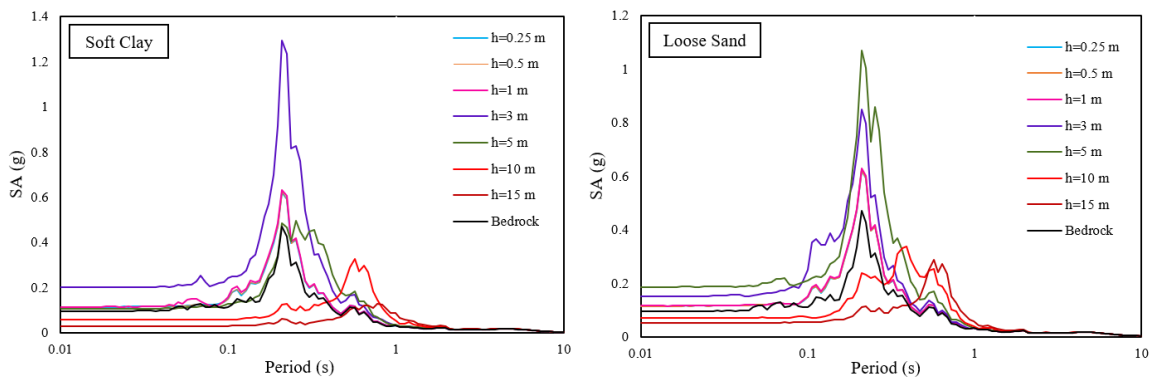 1.4
1.2
1
0.8
0.6
0.4
0.2
0
SA (g)
Soft Clay
h=0.25 m
h=0.5 m
h=1 m
h=3 m
h=5 m
h=10 m
h=15 m
Bedrock
0.01
0.1
1
10
Period (s)
1.2
1
0.8
0.6
0.4
0.2
0
SA (g)
Loose Sand
h=0.25 m
h=0.5 m
h=1 m
h=3 m
h=5 m
h=10 m
h=15 m
Bedrock
0.01
0.1
1
10
Period (s)